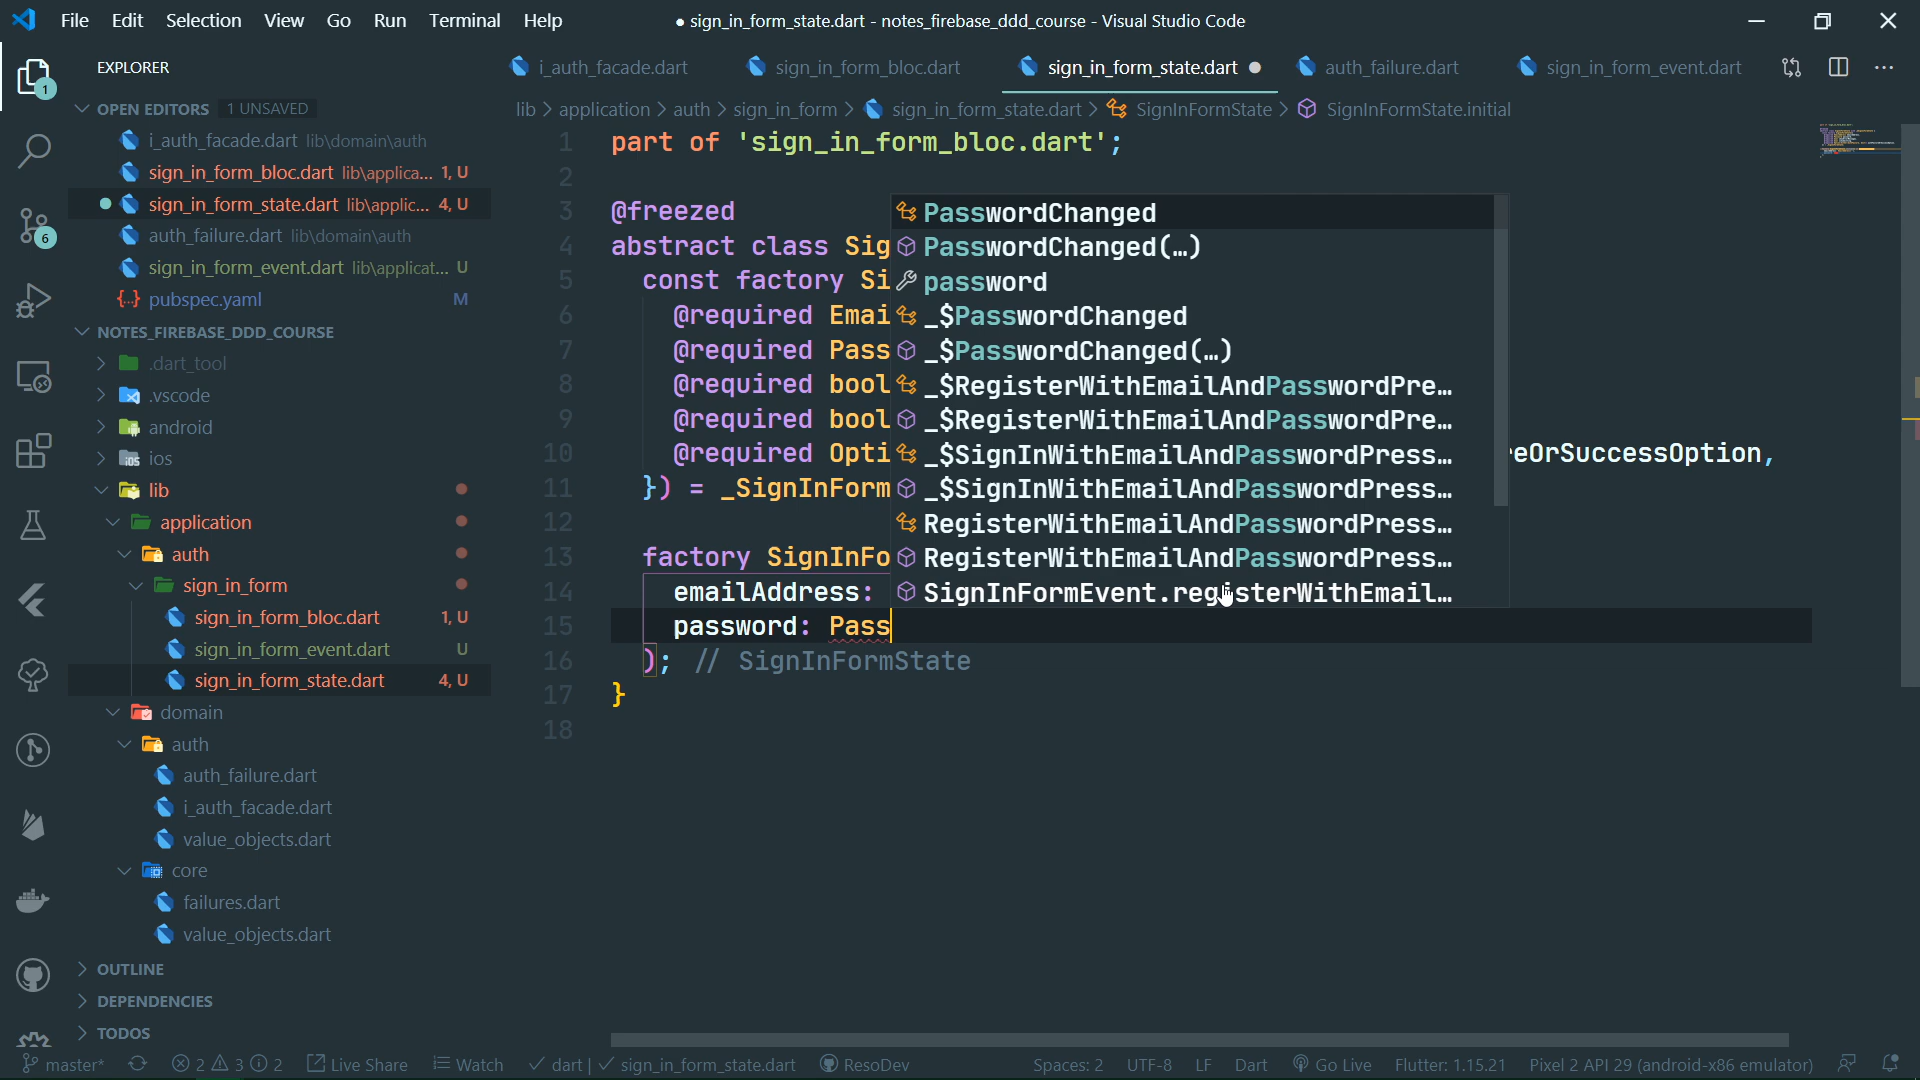 File Edit Selection View Go Run Terminal Help
● sign_in_form_state.dart - notes_firebase_ddd_course - Visual Studio Code
EXPLORER
1
OPEN EDITORS 1 UNSAVED
i_auth_facade.dart lib\domain\auth
sign_in_form_bloc.dart lib\applica... 1, U
sign_in_form_state.dart lib\applic... 4, U
auth_failure.dart lib\domain\auth
sign_in_form_event.dart lib\applicat... U
{..} pubspec.yaml M
6
NOTES_FIREBASE_DDD_COURSE
.dart_tool
.vscode
android
ios
lib
application
auth
sign_in_form
sign_in_form_bloc.dart 1, U
sign_in_form_event.dart U
sign_in_form_state.dart 4, U
domain
auth
auth_failure.dart
i_auth_facade.dart
value_objects.dart
core
failures.dart
value_objects.dart
OUTLINE
DEPENDENCIES
TODOS
i_auth_facade.dart sign_in_form_bloc.dart sign_in_form_state.dart auth_failure.dart sign_in_form_event.dart
lib > application > auth > sign_in_form > sign_in_form_state.dart > SignInFormState > SignInFormState.initial
1 part of 'sign_in_form_bloc.dart';
2
3 @freezed
4 abstract class Sig
5 const factory Si
6 @required Emai
7 @required Pass
8 @required bool
9 @required bool
10 @required Opti eOrSuccessOption,
11 }) = _SignInForm
12
13 factory SignInFo
14 emailAddress:
15 password: Pass
16 ); // SignInFormState
17 }
18
PasswordChanged
PasswordChanged(…)
password
_$PasswordChanged
_$PasswordChanged(…)
_$RegisterWithEmailAndPasswordPre…
_$RegisterWithEmailAndPasswordPre…
_$SignInWithEmailAndPasswordPress…
_$SignInWithEmailAndPasswordPress…
RegisterWithEmailAndPasswordPress…
RegisterWithEmailAndPasswordPress…
SignInFormEvent.registerWithEmail…
master* 2 3 2 Live Share Watch dart | sign_in_form_state.dart ResoDev Spaces: 2 UTF-8 LF Dart Go Live Flutter: 1.15.21 Pixel 2 API 29 (android-x86 emulator)